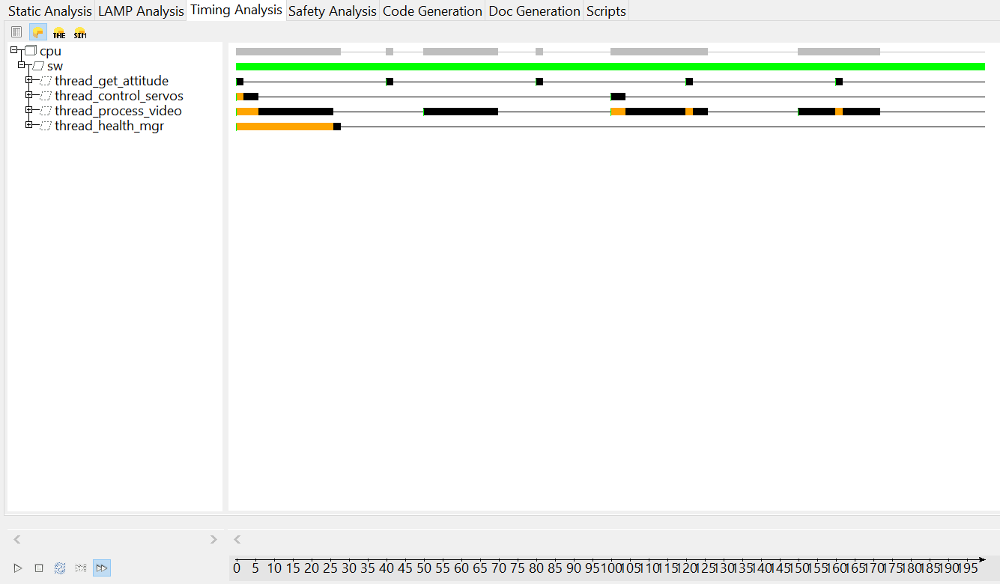 Static Analysis LAMP Analysis Timing Analysis Safety Analysis Code Generation Doc Generation Scripts
THE SIM
cpu
sw
thread_get_attitude
thread_control_servos
thread_process_video
thread_health_mgr
0 5 10 15 20 25 30 35 40 45 50 55 60 65 70 75 80 85 90 95 100 105 110 115 120 125 130 135 140 145 150 155 160 165 170 175 180 185 190 195